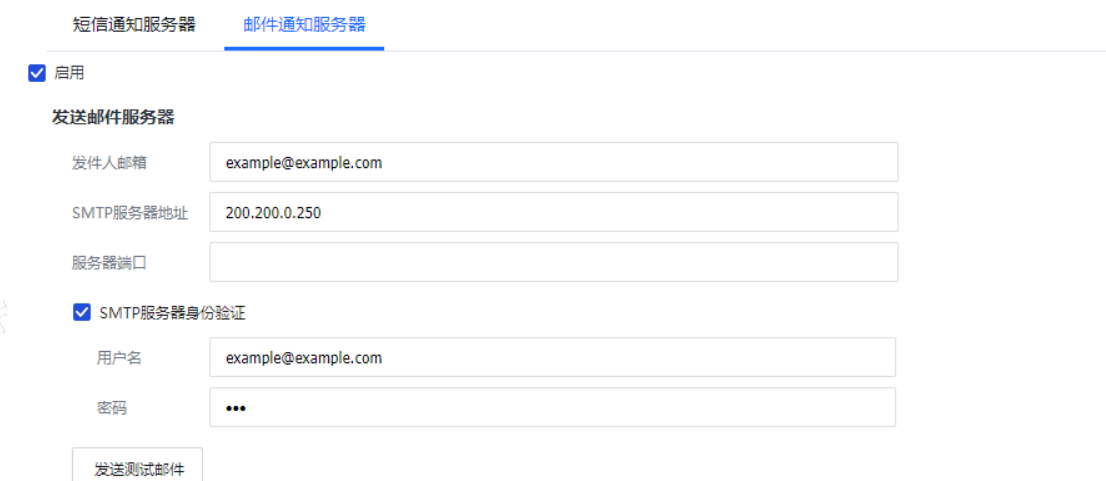 短信通知服务器 邮件通知服务器
启用
发送邮件服务器
发件人邮箱 example@example.com
SMTP服务器地址 200.200.0.250
服务器端口
SMTP服务器身份验证
用户名 example@example.com
密码 •••
发送测试邮件